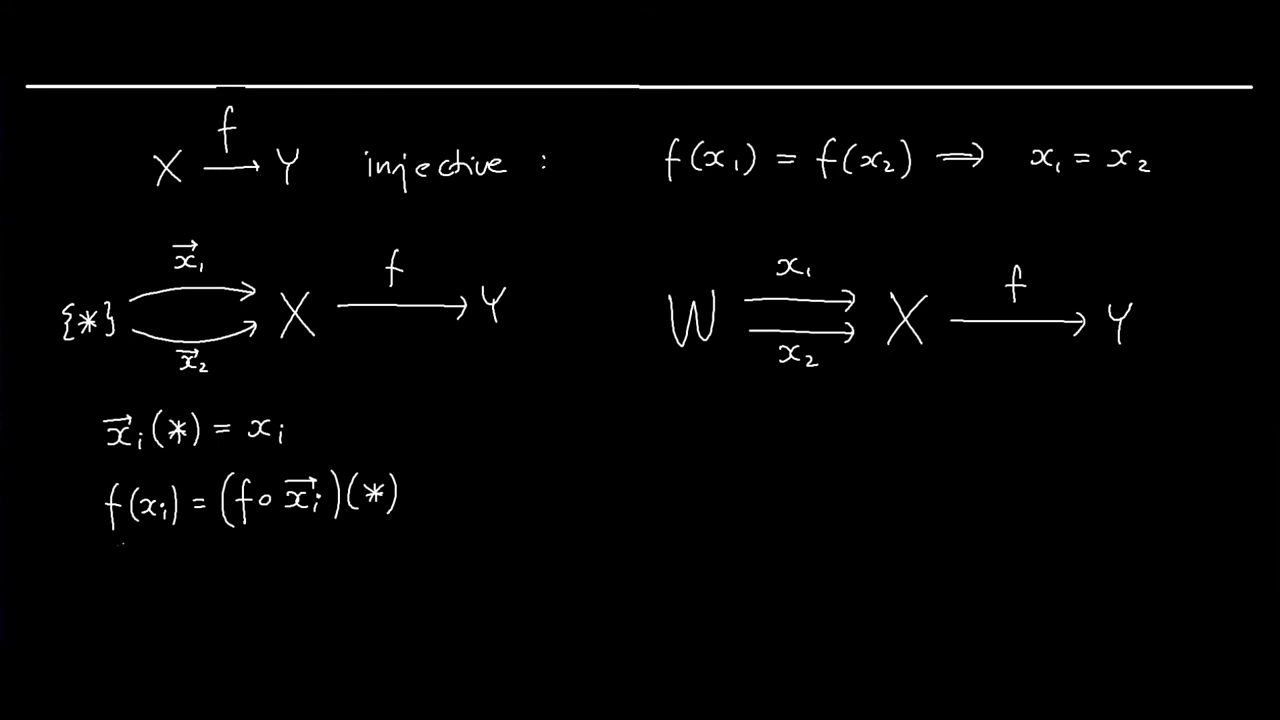 X →f Y injective : f(x₁) = f(x₂) ⟹ x₁ = x₂
x⃗₁ f x₁ f
{*} ⇉ X → Y W ⇉ X → Y
x⃗₂ x₂
x⃗ᵢ(*) = xᵢ
f(xᵢ) = (f∘x⃗ᵢ)(*)